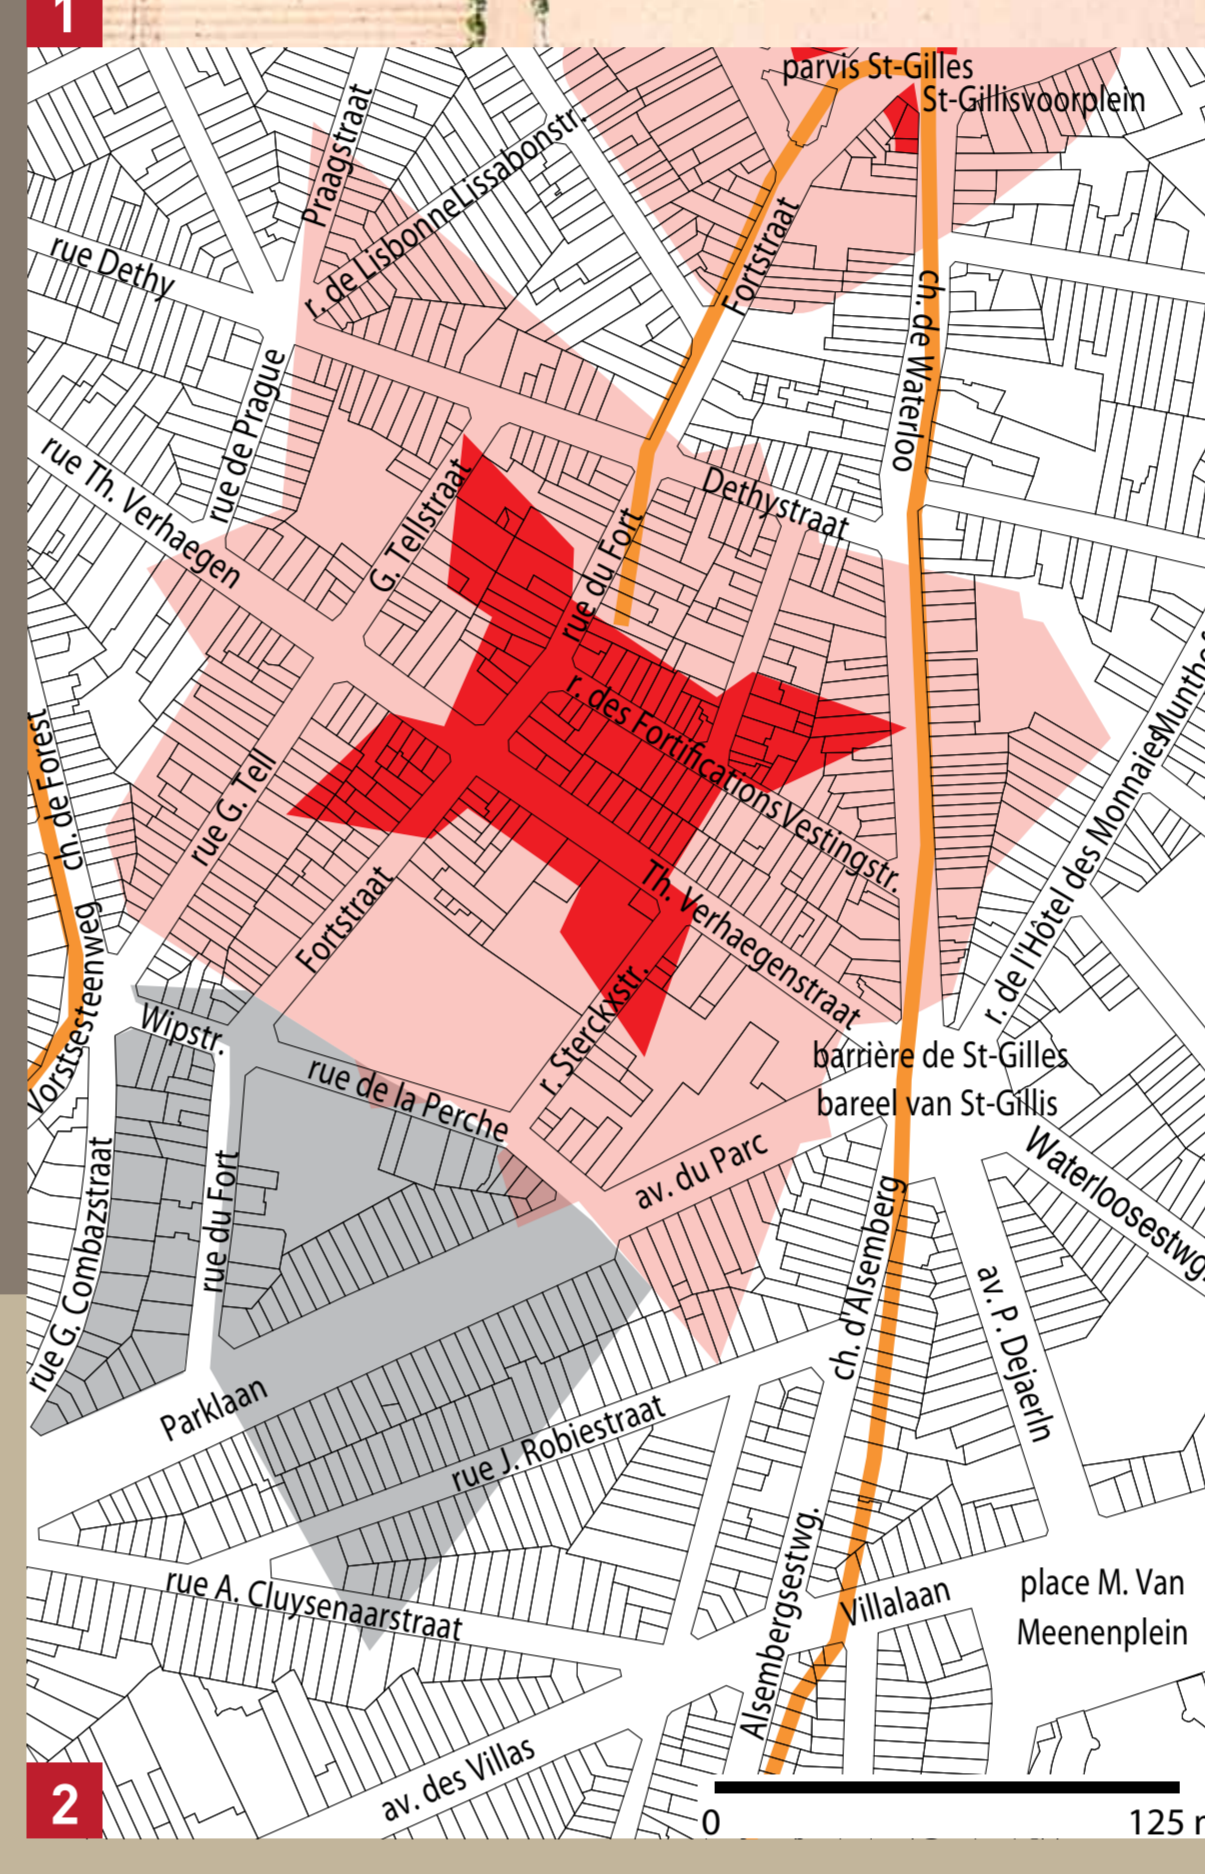 1
parvis St-Gilles
St-Gillisvoorplein
Praagstraat
r. de Lisbonne
Lissabonstr.
rue Dethy
Fortstraat
ch. de Waterloo
rue de Prague
rue Th. Verhaegen
G. Tellstraat
Dethystraat
rue du Fort
r. des Fortifications
Vestingstr.
ch. de Forest
rue G. Tell
Th. Verhaegenstraat
r. de l'Hôtel des Monnaies
Fortstraat
Vorstsesteenweg
Wipstr.
r. Sterckxstr.
barrière de St-Gilles
bareel van St-Gillis
rue de la Perche
av. du Parc
Waterloosestwg.
rue du Fort
rue G. Combazstraat
ch. d'Alsemberg
av. P. Dejaerln
Parklaan
rue J. Robiestraat
Alsembergsestwg.
rue A. Cluysenaarstraat
Villalaan
place M. Van
Meenenplein
av. des Villas
2
0
125